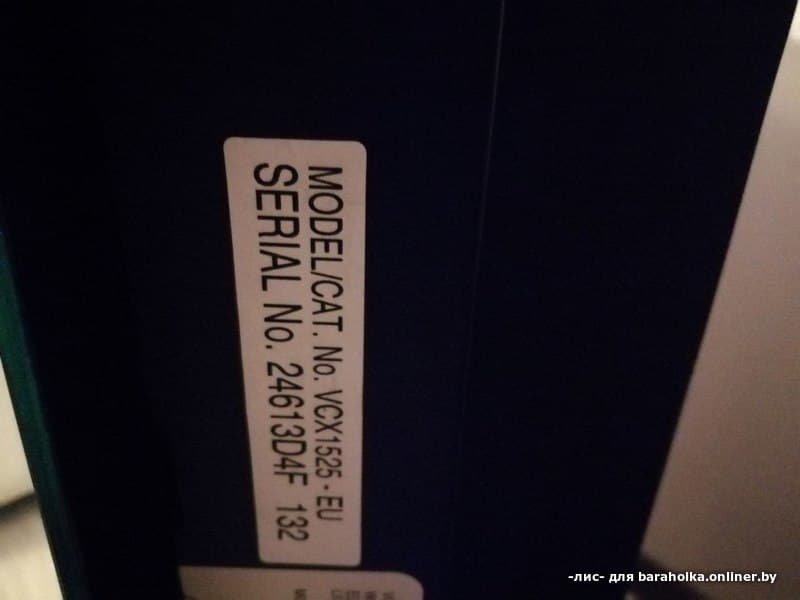 MODEL/CAT. No. VCX1525 - EU
SERIAL No. 24613D4F 132
-лис- для baraholka.onliner.by